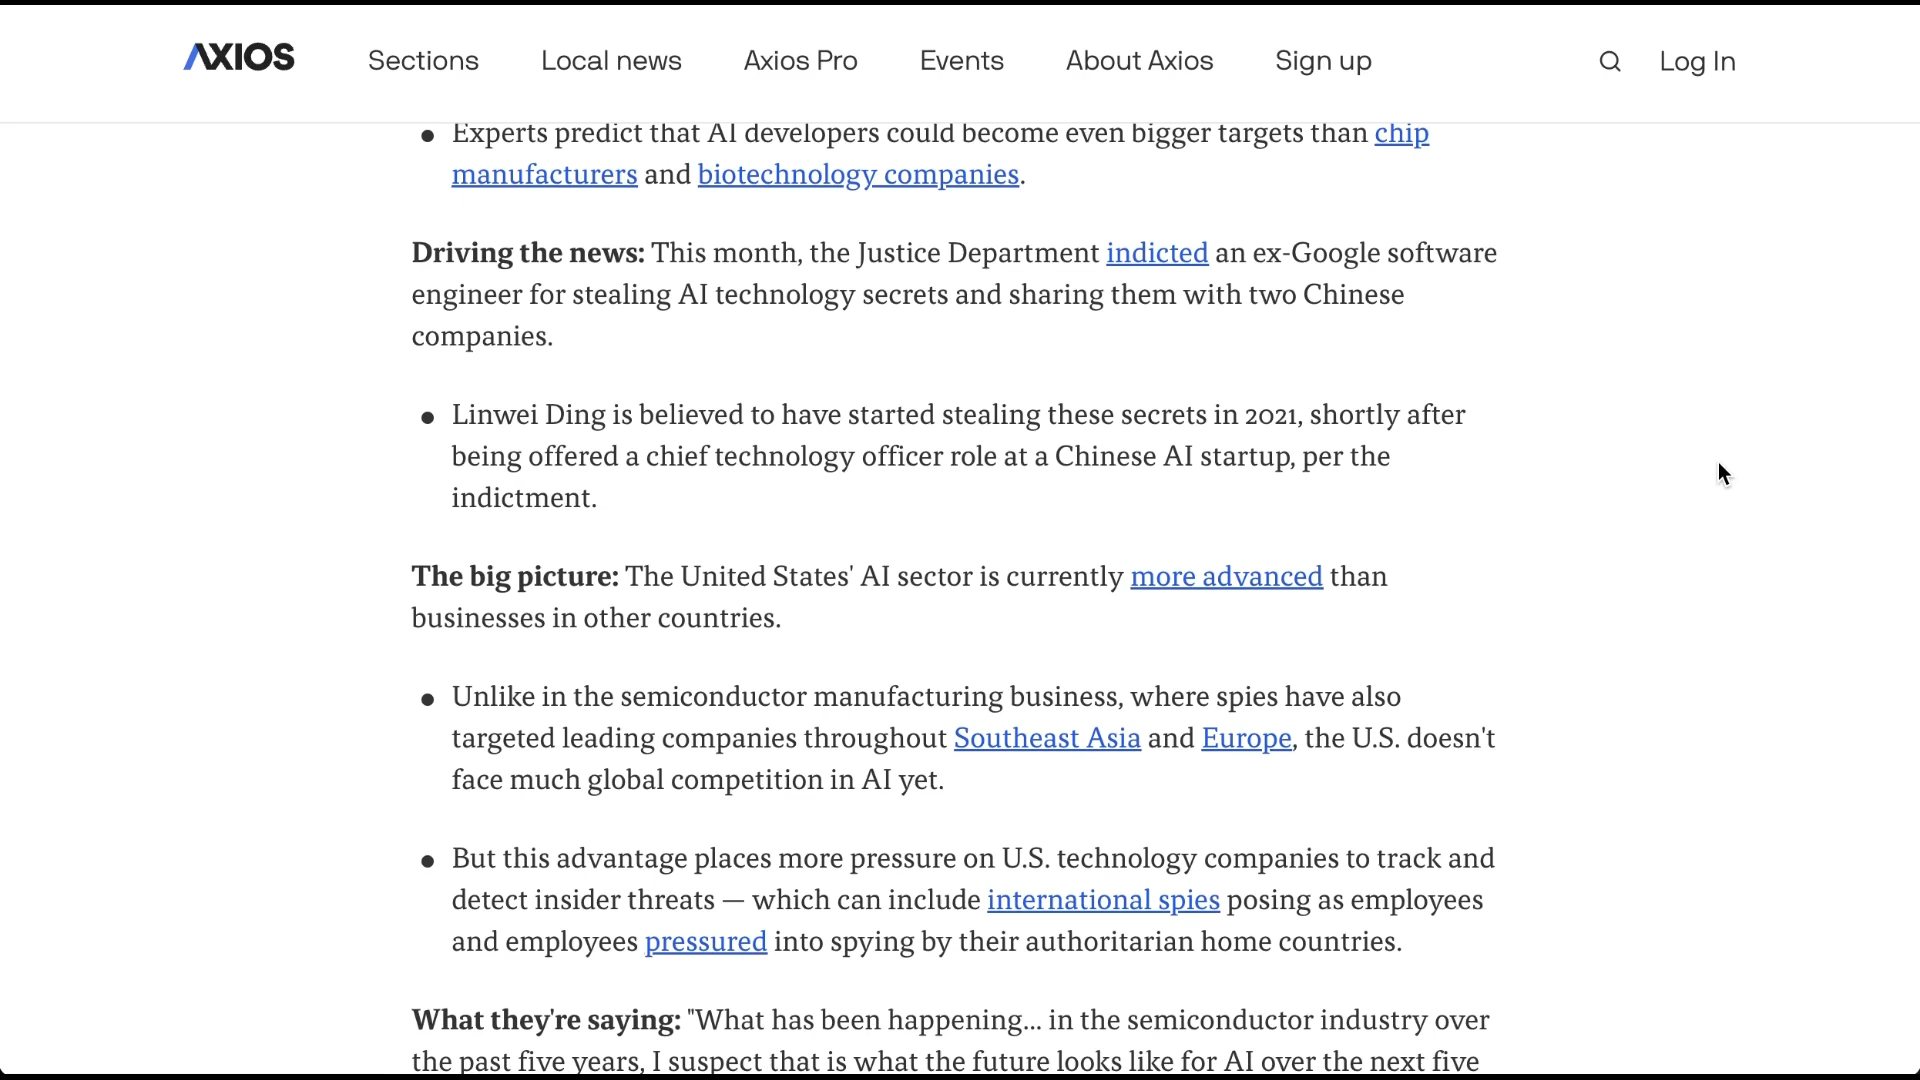 AXIOS Sections Local news Axios Pro Events About Axios Sign up Log In
• Experts predict that AI developers could become even bigger targets than chip
manufacturers and biotechnology companies.
Driving the news: This month, the Justice Department indicted an ex-Google software
engineer for stealing AI technology secrets and sharing them with two Chinese
companies.
• Linwei Ding is believed to have started stealing these secrets in 2021, shortly after
being offered a chief technology officer role at a Chinese AI startup, per the
indictment.
The big picture: The United States' AI sector is currently more advanced than
businesses in other countries.
• Unlike in the semiconductor manufacturing business, where spies have also
targeted leading companies throughout Southeast Asia and Europe, the U.S. doesn't
face much global competition in AI yet.
• But this advantage places more pressure on U.S. technology companies to track and
detect insider threats — which can include international spies posing as employees
and employees pressured into spying by their authoritarian home countries.
What they're saying: "What has been happening... in the semiconductor industry over
the past five years, I suspect that is what the future looks like for AI over the next five